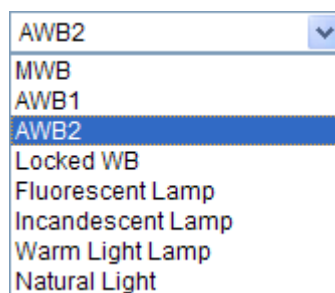 AWB2
MWB
AWB1
AWB2
Locked WB
Fluorescent Lamp
Incandescent Lamp
Warm Light Lamp
Natural Light